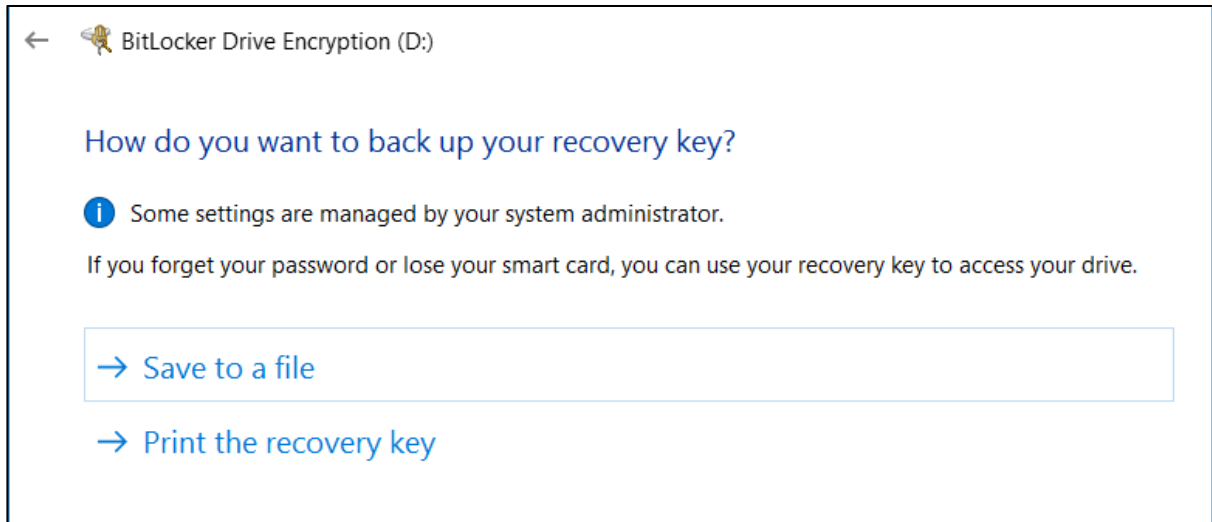 BitLocker Drive Encryption (D:)
How do you want to back up your recovery key?
Some settings are managed by your system administrator.
If you forget your password or lose your smart card, you can use your recovery key to access your drive.
→ Save to a file
→ Print the recovery key